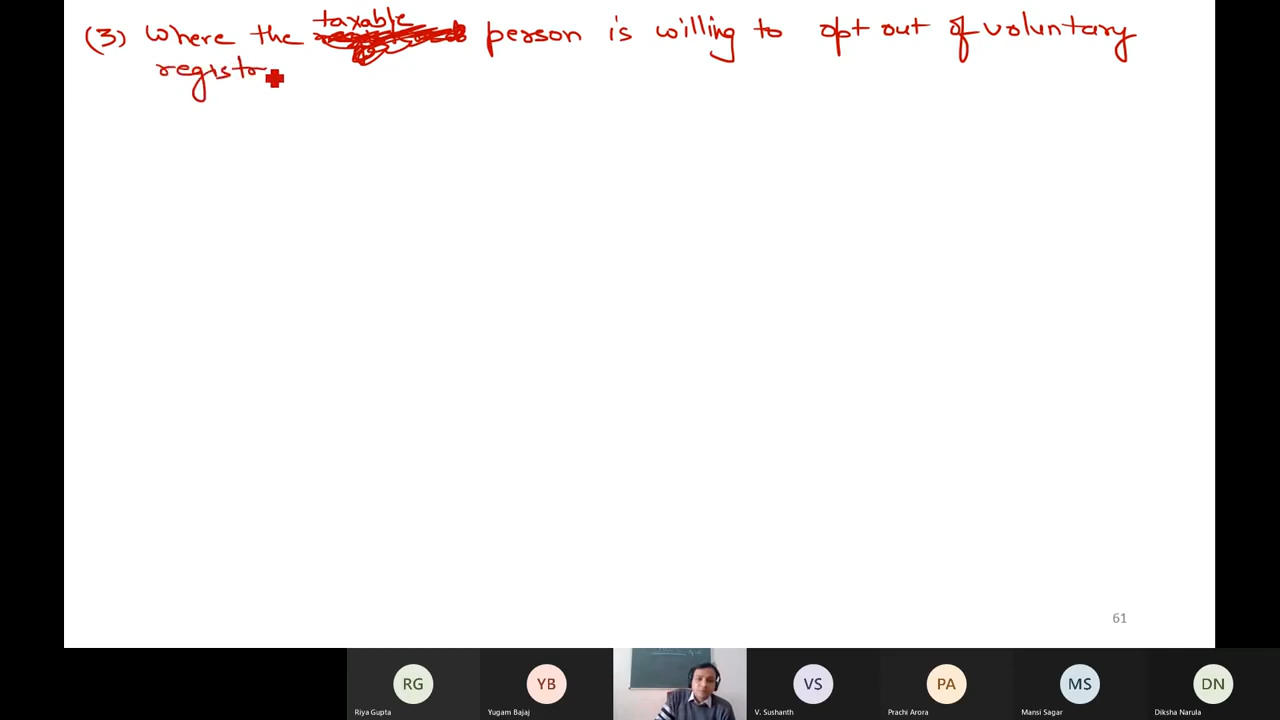 taxable
(3) Where the person is willing to opt out of voluntary
registr
61
RG YB VS PA MS DN
Riya Gupta Yugam Bajaj V. Sushanth Prachi Arora Mansi Sagar Diksha Narula